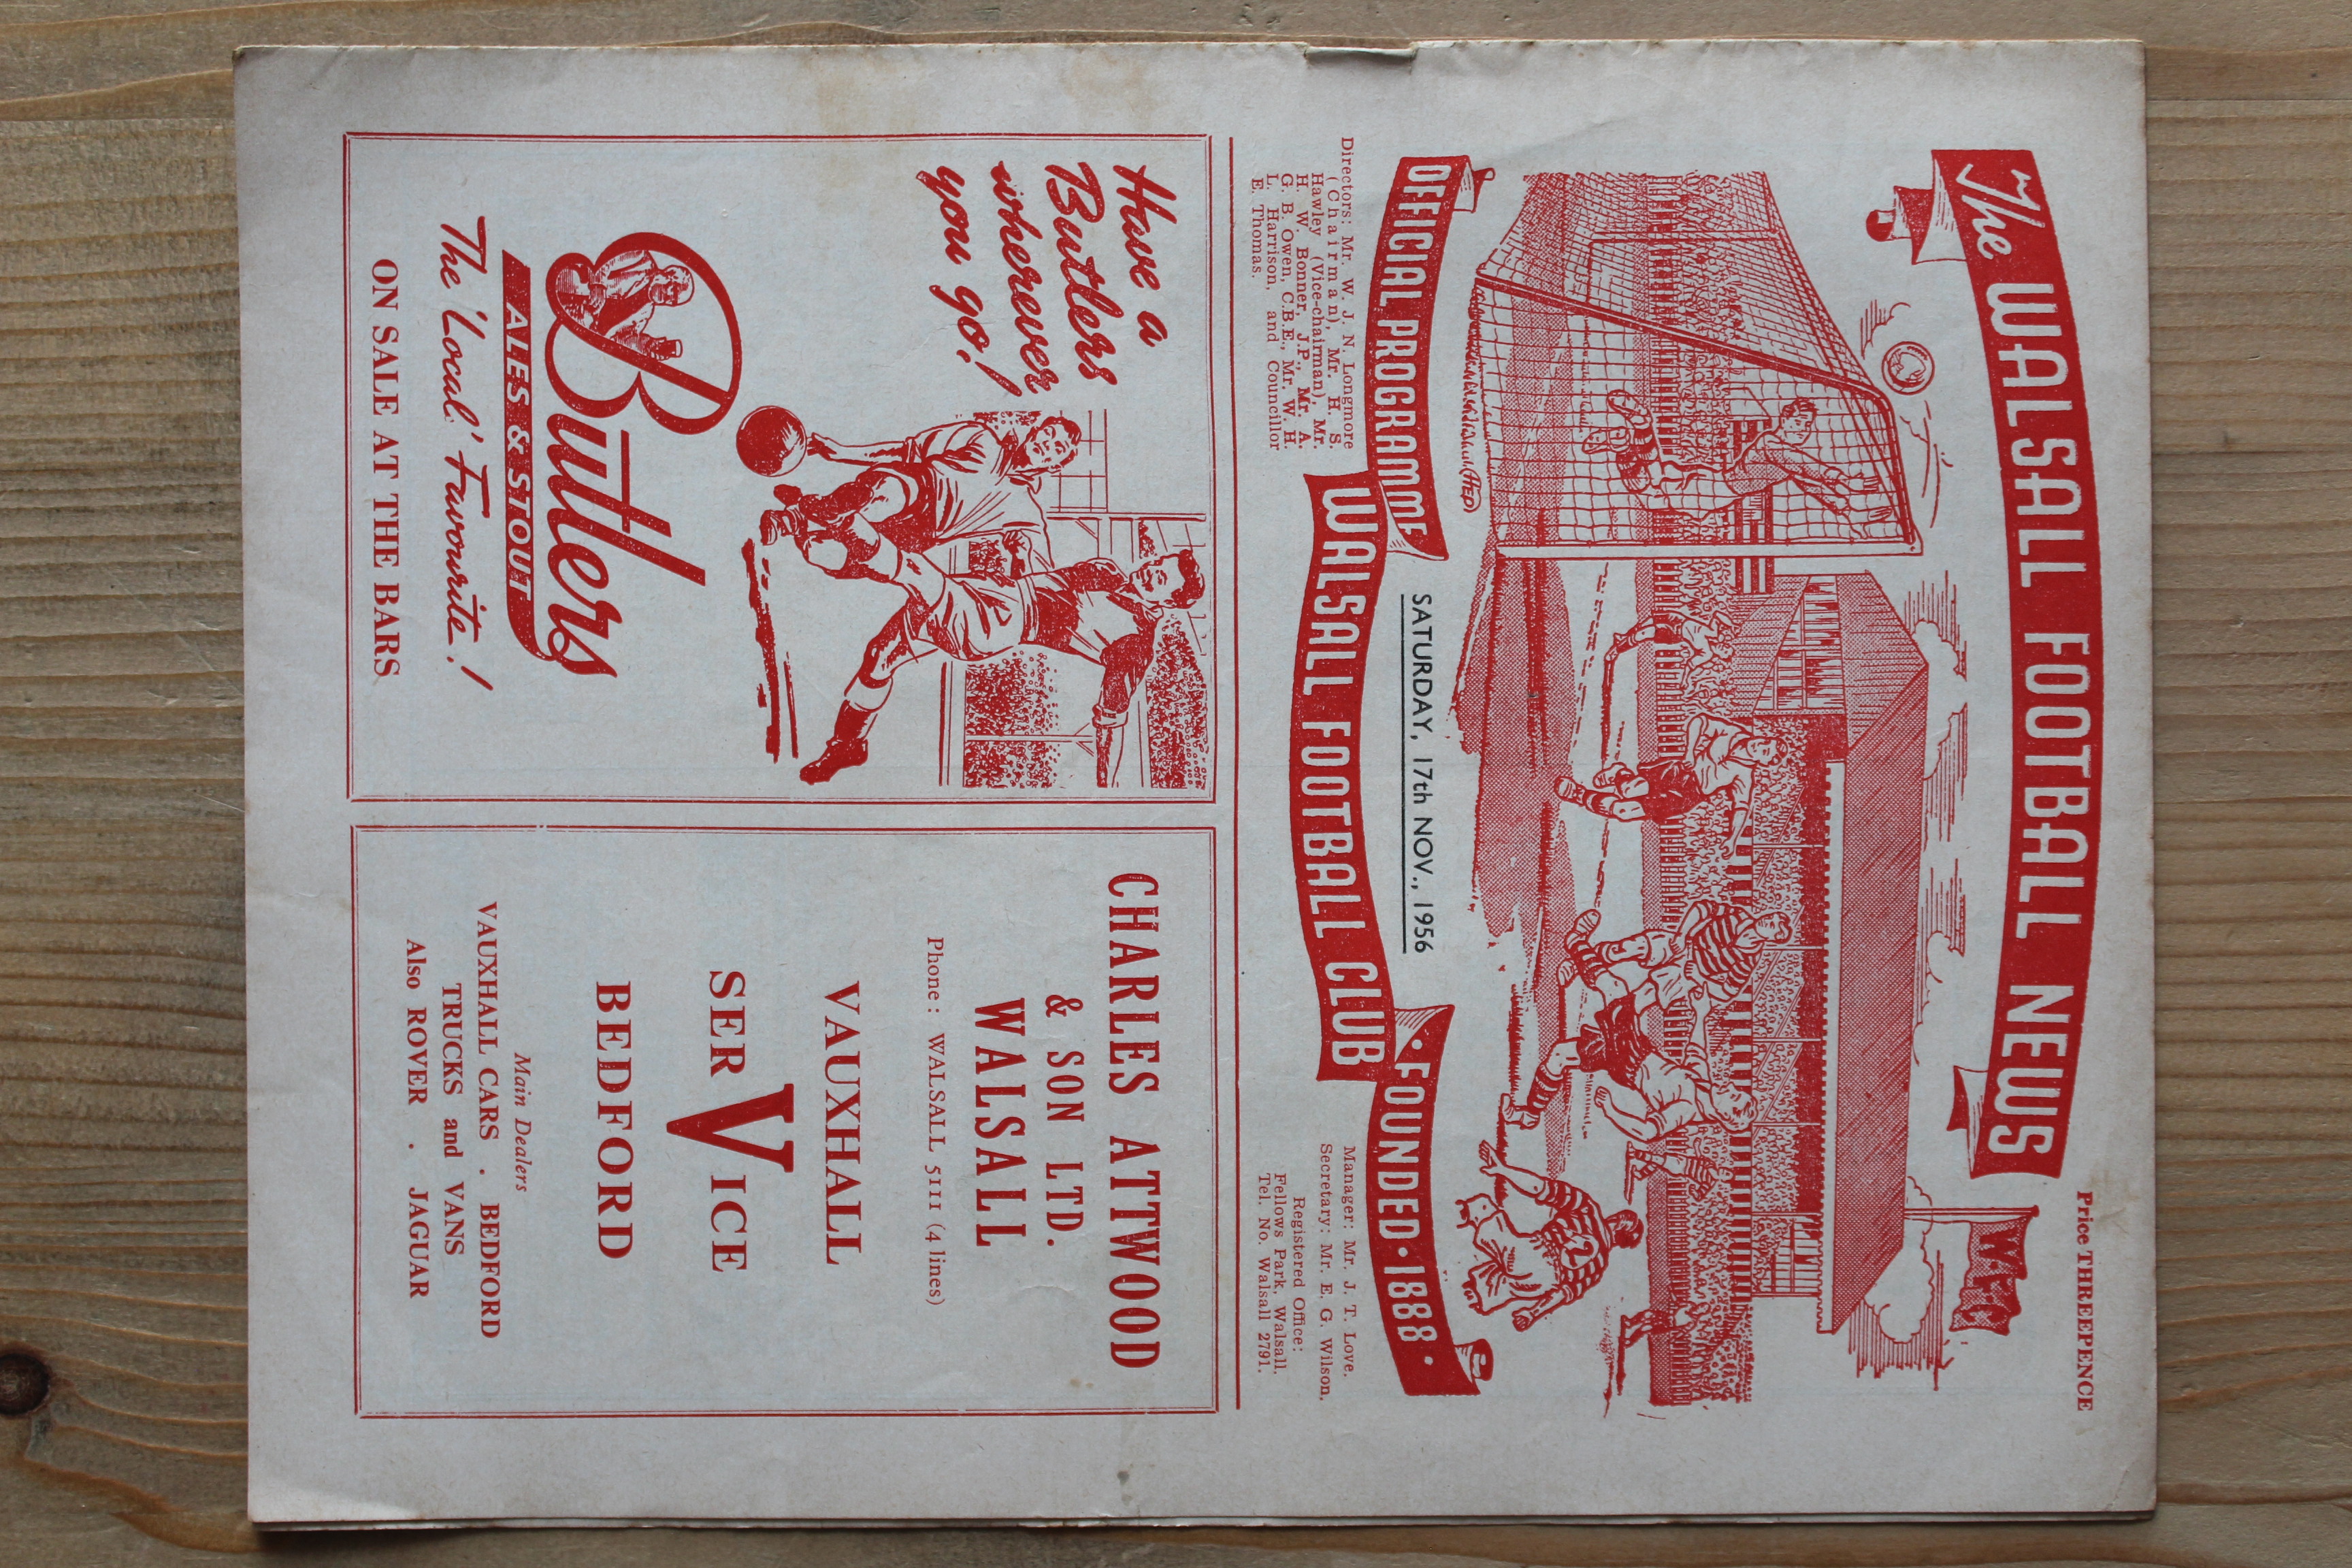 Price THREEPENCE
The WALSALL FOOTBALL NEWS
W·F·C
2
OFFICIAL PROGRAMME
SATURDAY, 17th NOV., 1956
WALSALL FOOTBALL CLUB
· FOUNDED · 1888 ·
Directors: Mr. W. J. N. Longmore
(Chairman), Mr. H. S.
Hawley (Vice-chairman), Mr.
H. W. Bonner, J.P., Mr. A.
G. B. Owen, C.B.E., Mr. W. H.
L. Harrison, and Councillor
E. Thomas.
Manager: Mr. J. T. Love.
Secretary: Mr. E. G. Wilson.
Registered Office:
Fellows Park, Walsall.
Tel. No. Walsall 2791.
Have a
Butlers
wherever
you go!
Butlers
ALES & STOUT
The 'Local' Favourite!
ON SALE AT THE BARS
CHARLES ATTWOOD
& SON LTD.
WALSALL
Phone: WALSALL 5111 (4 lines)
VAUXHALL
SERVICE
BEDFORD
Main Dealers
VAUXHALL CARS . BEDFORD
TRUCKS and VANS
Also ROVER . JAGUAR